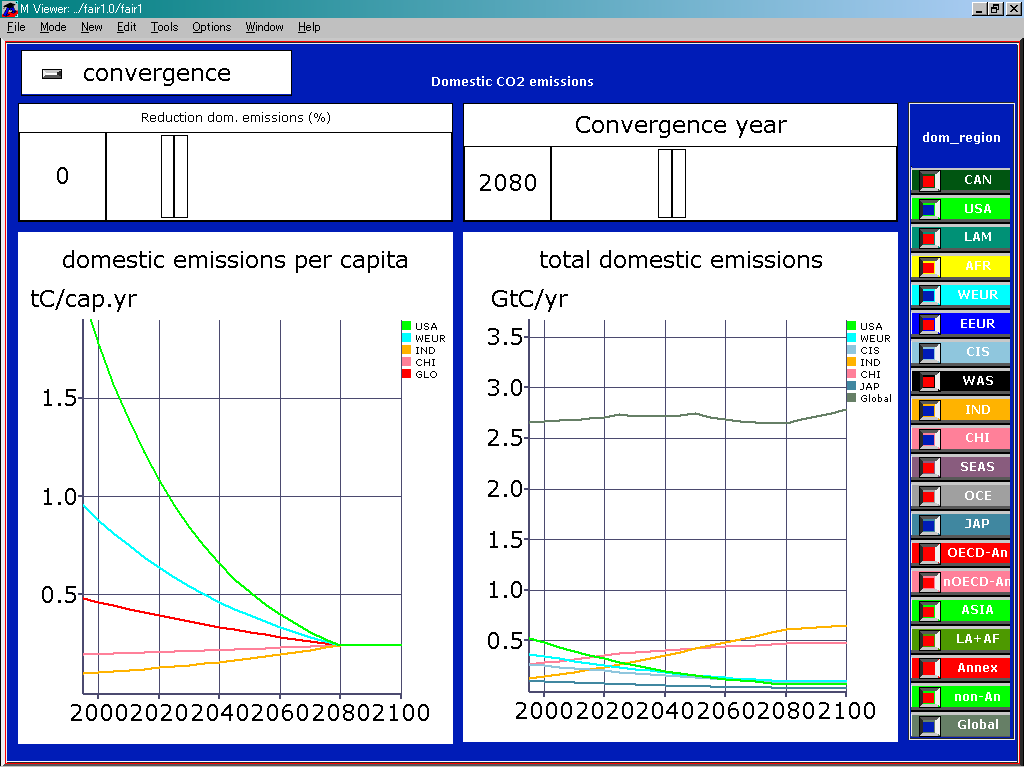 M Viewer: ../fair1.0/fair1
File Mode New Edit Tools Options Window Help
convergence
Domestic CO2 emissions
Reduction dom. emissions (%)
0
Convergence year
2080
domestic emissions per capita
tC/cap.yr
1.5
1.0
0.5
2000 2020 2040 2060 2080 2100
USA
WEUR
IND
CHI
GLO
total domestic emissions
GtC/yr
3.5
3.0
2.5
2.0
1.5
1.0
0.5
2000 2020 2040 2060 2080 2100
USA
WEUR
CIS
IND
CHI
JAP
Global
dom_region
CAN
USA
LAM
AFR
WEUR
EEUR
CIS
WAS
IND
CHI
SEAS
OCE
JAP
OECD-An
nOECD-An
ASIA
LA+AF
Annex
non-An
Global